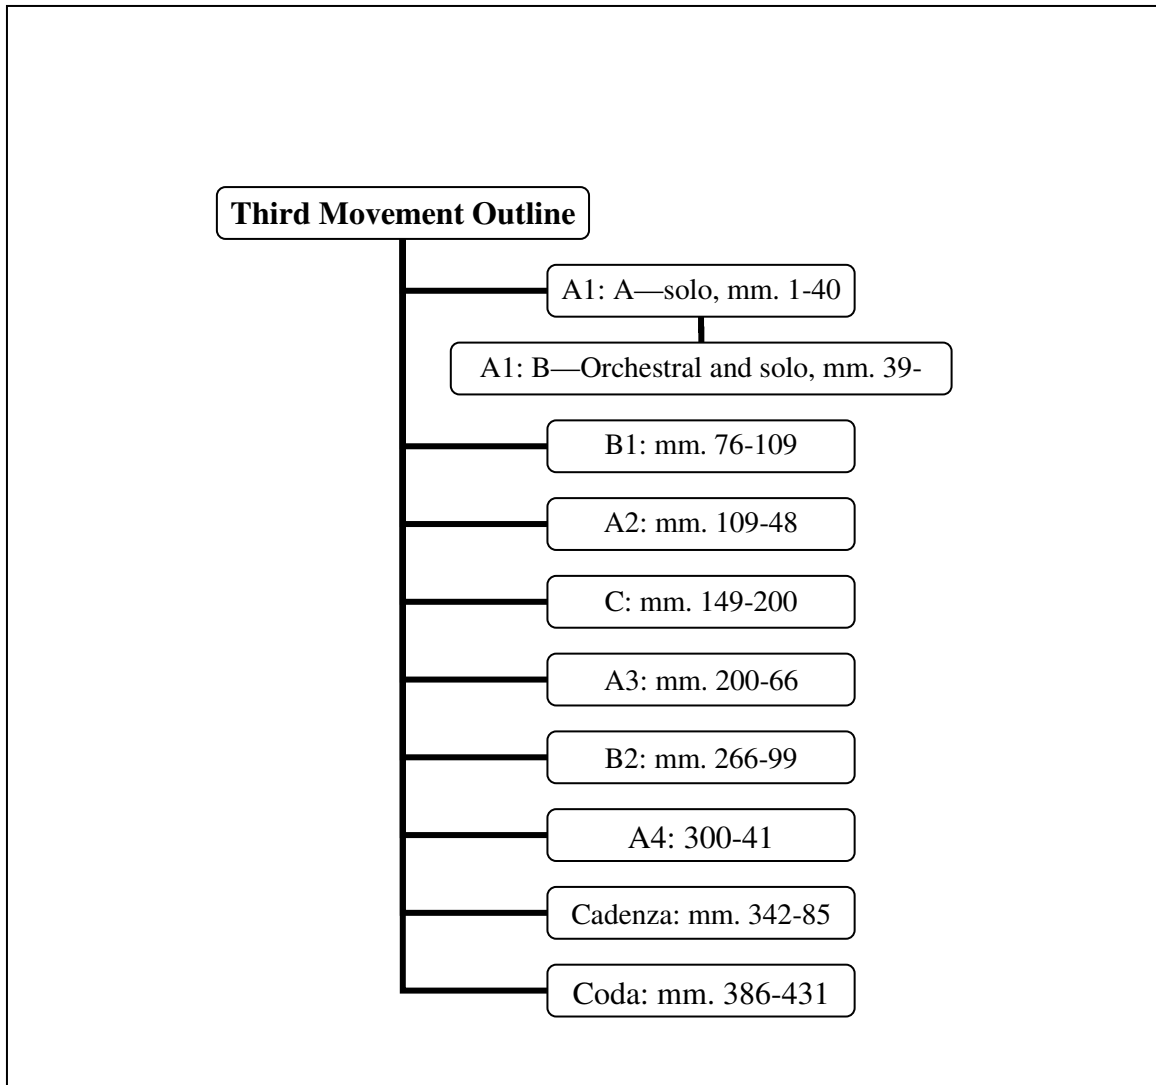 Third Movement Outline
A1: A—solo, mm. 1-40
A1: B—Orchestral and solo, mm. 39-
B1: mm. 76-109
A2: mm. 109-48
C: mm. 149-200
A3: mm. 200-66
B2: mm. 266-99
A4: 300-41
Cadenza: mm. 342-85
Coda: mm. 386-431